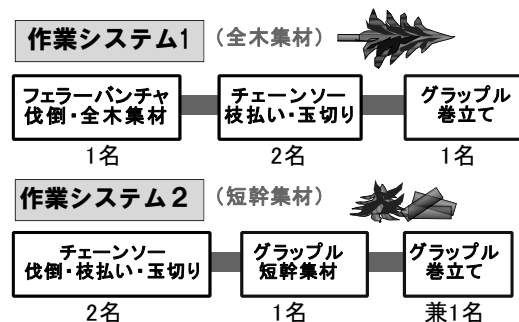 作業システム1 (全木集材)
フェラーバンチャ
伐倒・全木集材
チェーンソー
枝払い・玉切り
グラップル
巻立て
1名
2名
1名
作業システム2 (短幹集材)
チェーンソー
伐倒・枝払い・玉切り
グラップル
短幹集材
グラップル
巻立て
2名
1名
兼1名